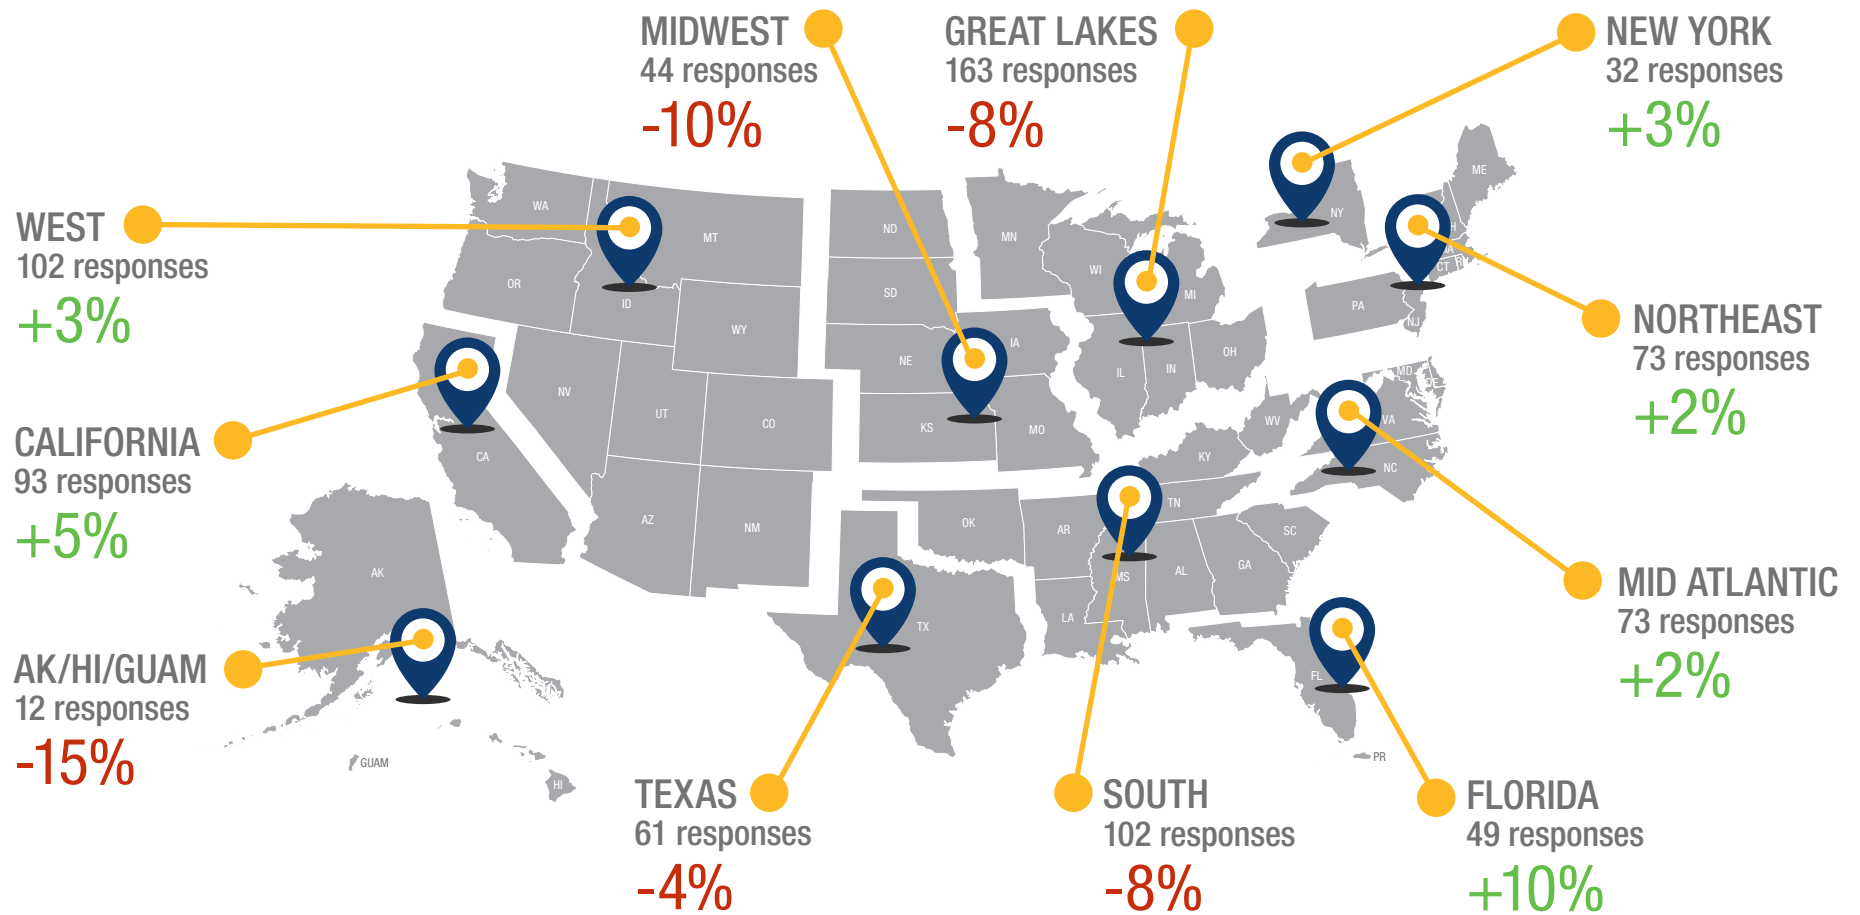 MIDWEST
44 responses
-10%
GREAT LAKES
163 responses
-8%
NEW YORK
32 responses
+3%
WEST
102 responses
+3%
NORTHEAST
73 responses
+2%
CALIFORNIA
93 responses
+5%
MID ATLANTIC
73 responses
+2%
AK/HI/GUAM
12 responses
-15%
TEXAS
61 responses
-4%
SOUTH
102 responses
-8%
FLORIDA
49 responses
+10%
WA
MT
OR
ID
WY
NV
UT
CO
CA
AZ
NM
ND
SD
NE
KS
IA
MO
MN
WI
MI
IL
IN
OH
NY
ME
CT
PA
NJ
MD
DE
VA
WV
NC
KY
TN
SC
OK
AR
MS
AL
GA
LA
TX
FL
AK
GUAM
HI
PR